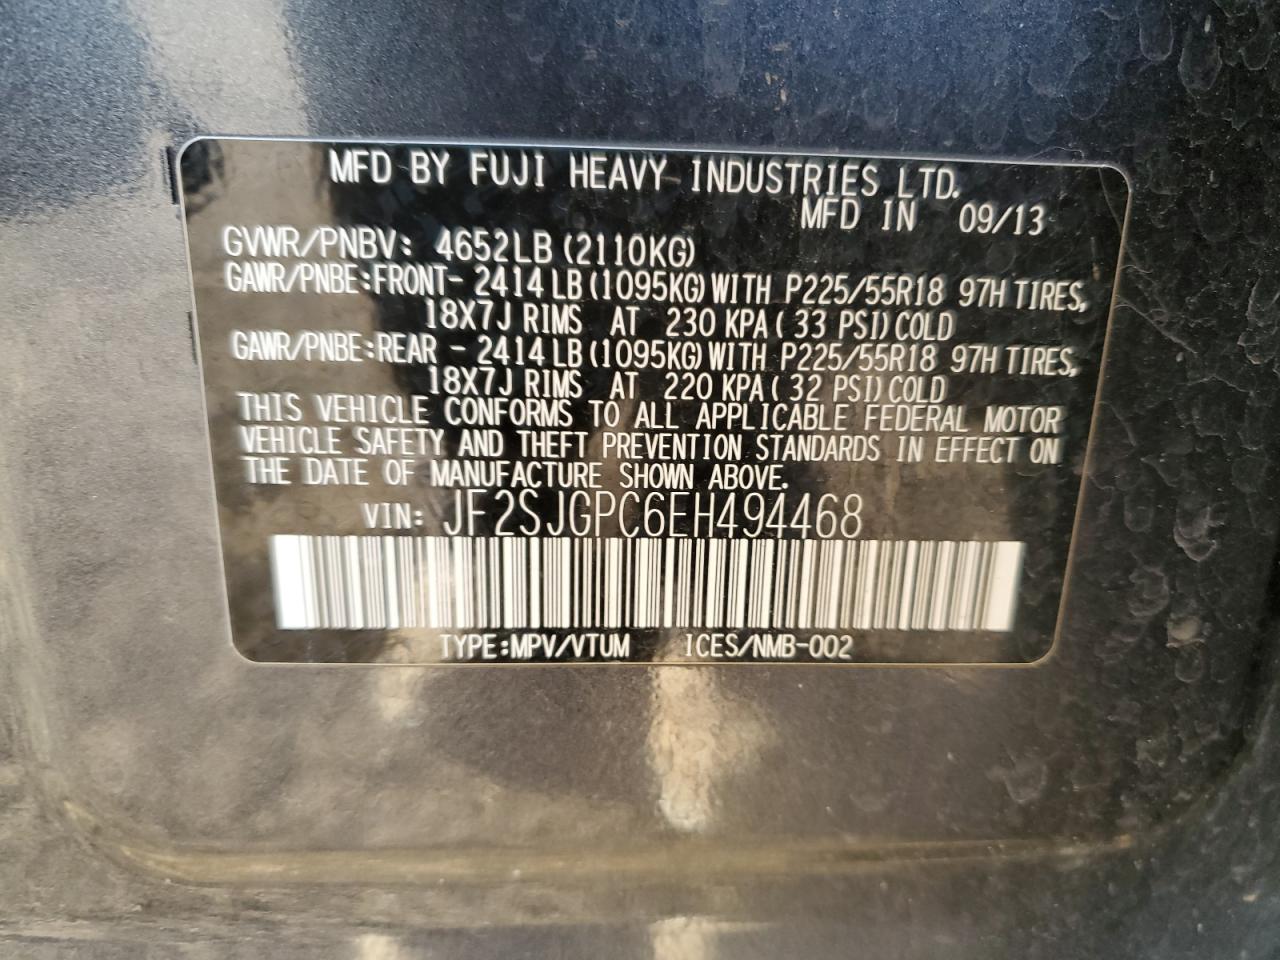 MFD BY FUJI HEAVY INDUSTRIES LTD.
MFD IN 09/13
GVWR/PNBV: 4652LB (2110KG)
GAWR/PNBE:FRONT- 2414 LB (1095KG) WITH P225/55R18 97H TIRES,
18X7J RIMS AT 230 KPA ( 33 PSI) COLD
GAWR/PNBE:REAR - 2414 LB (1095KG) WITH P225/55R18 97H TIRES,
18X7J RIMS AT 220 KPA ( 32 PSI) COLD
THIS VEHICLE CONFORMS TO ALL APPLICABLE FEDERAL MOTOR
VEHICLE SAFETY AND THEFT PREVENTION STANDARDS IN EFFECT ON
THE DATE OF MANUFACTURE SHOWN ABOVE.
VIN: JF2SJGPC6EH494468
TYPE:MPV/VTUM ICES/NMB-002